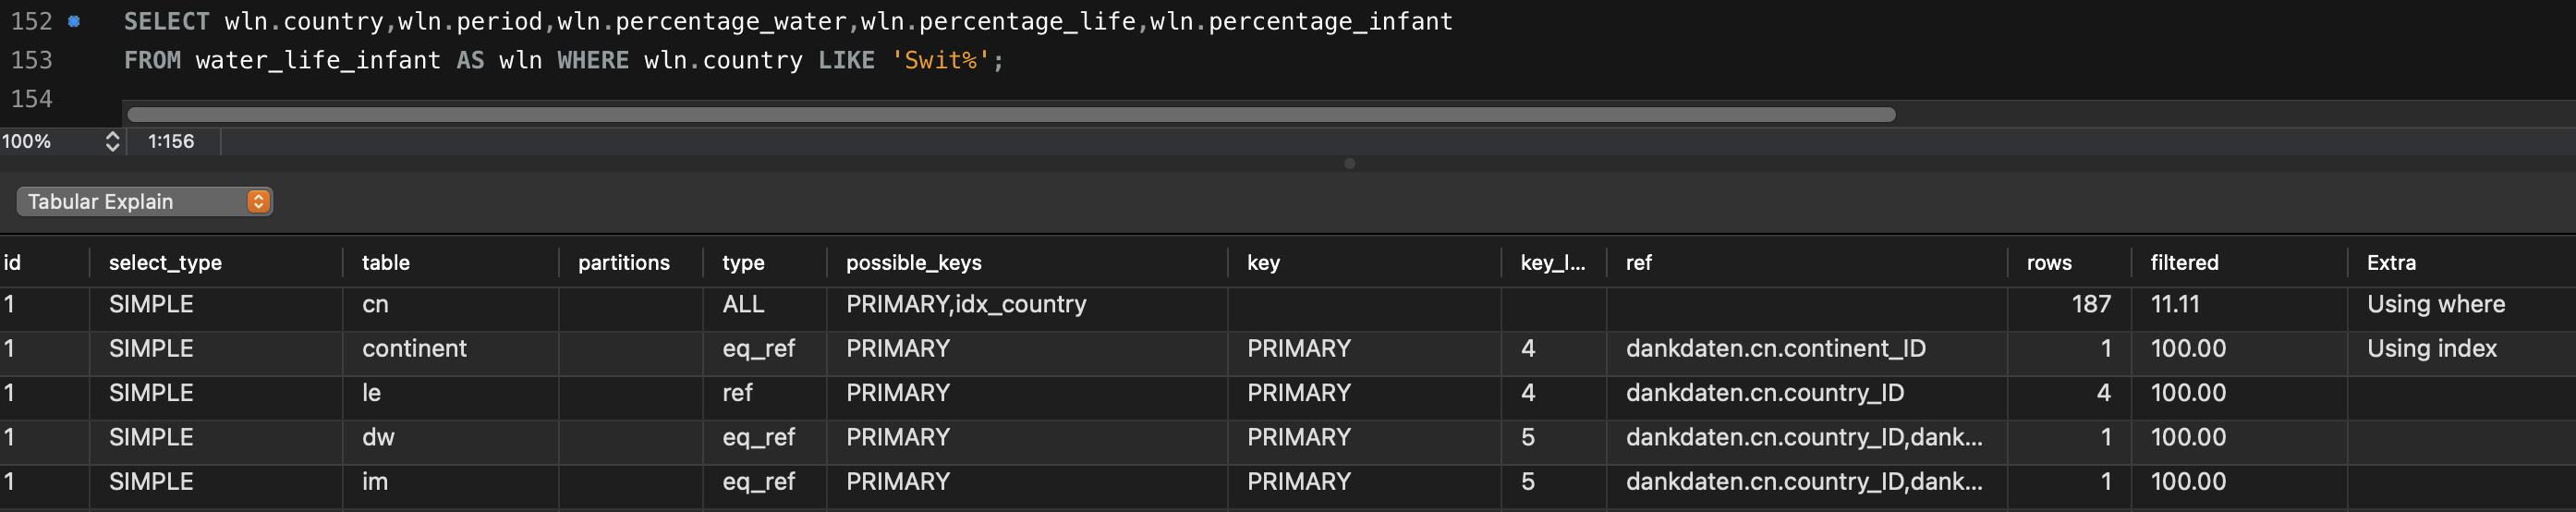 152 SELECT wln.country,wln.period,wln.percentage_water,wln.percentage_life,wln.percentage_infant
153 FROM water_life_infant AS wln WHERE wln.country LIKE 'Swit%';
154
100% 1:156
Tabular Explain
id select_type table partitions type possible_keys key key_l... ref rows filtered Extra
1 SIMPLE cn ALL PRIMARY,idx_country 187 11.11 Using where
1 SIMPLE continent eq_ref PRIMARY PRIMARY 4 dankdaten.cn.continent_ID 1 100.00 Using index
1 SIMPLE le ref PRIMARY PRIMARY 4 dankdaten.cn.country_ID 4 100.00
1 SIMPLE dw eq_ref PRIMARY PRIMARY 5 dankdaten.cn.country_ID,dank... 1 100.00
1 SIMPLE im eq_ref PRIMARY PRIMARY 5 dankdaten.cn.country_ID,dank... 1 100.00